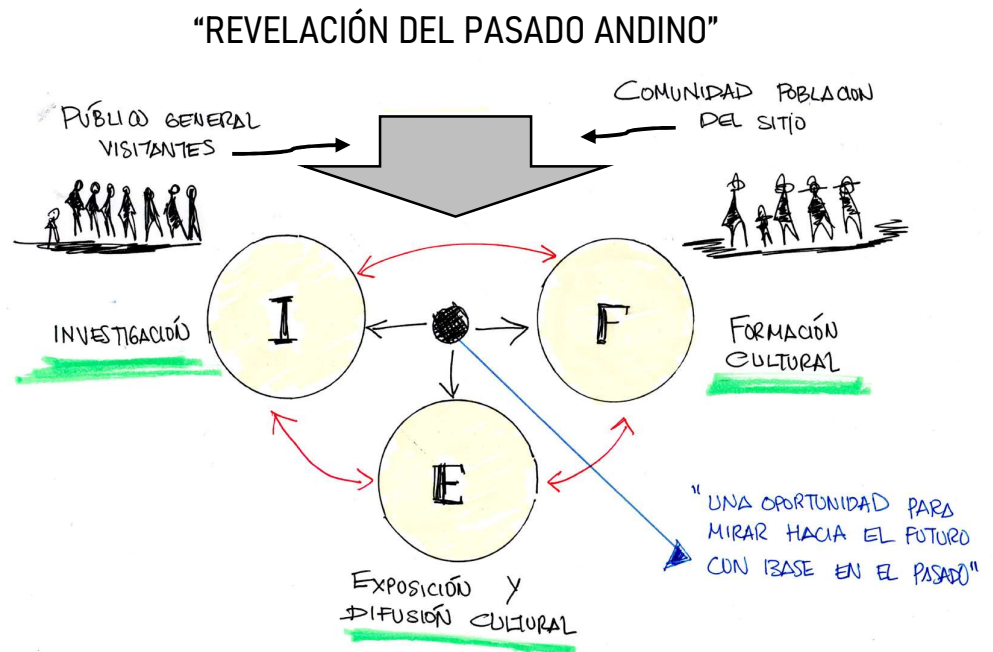 “REVELACIÓN DEL PASADO ANDINO”
PÚBLICO GENERAL
VISITANTES
COMUNIDAD POBLACION
DEL SITIO
I
F
INVESTIGACIÓN
FORMACIÓN
CULTURAL
E
"UNA OPORTUNIDAD PARA
MIRAR HACIA EL FUTURO
CON BASE EN EL PASADO"
EXPOSICIÓN Y
DIFUSIÓN CULTURAL